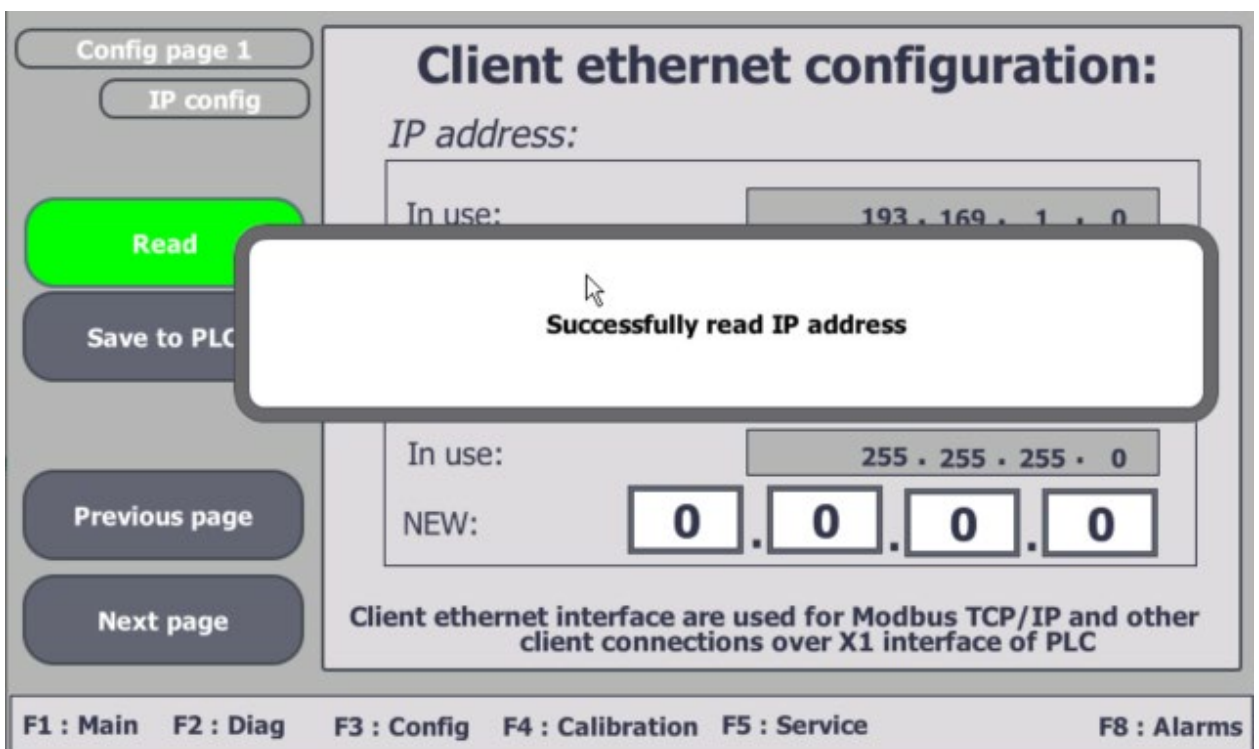 Config page 1
IP config
Client ethernet configuration:
IP address:
In use:
193 . 169 . 1 . 0
Read
Successfully read IP address
Save to PLC
In use:
255 . 255 . 255 . 0
NEW:
0 . 0 . 0 . 0
Previous page
Next page
Client ethernet interface are used for Modbus TCP/IP and other
client connections over X1 interface of PLC
F1 : Main F2 : Diag F3 : Config F4 : Calibration F5 : Service F8 : Alarms